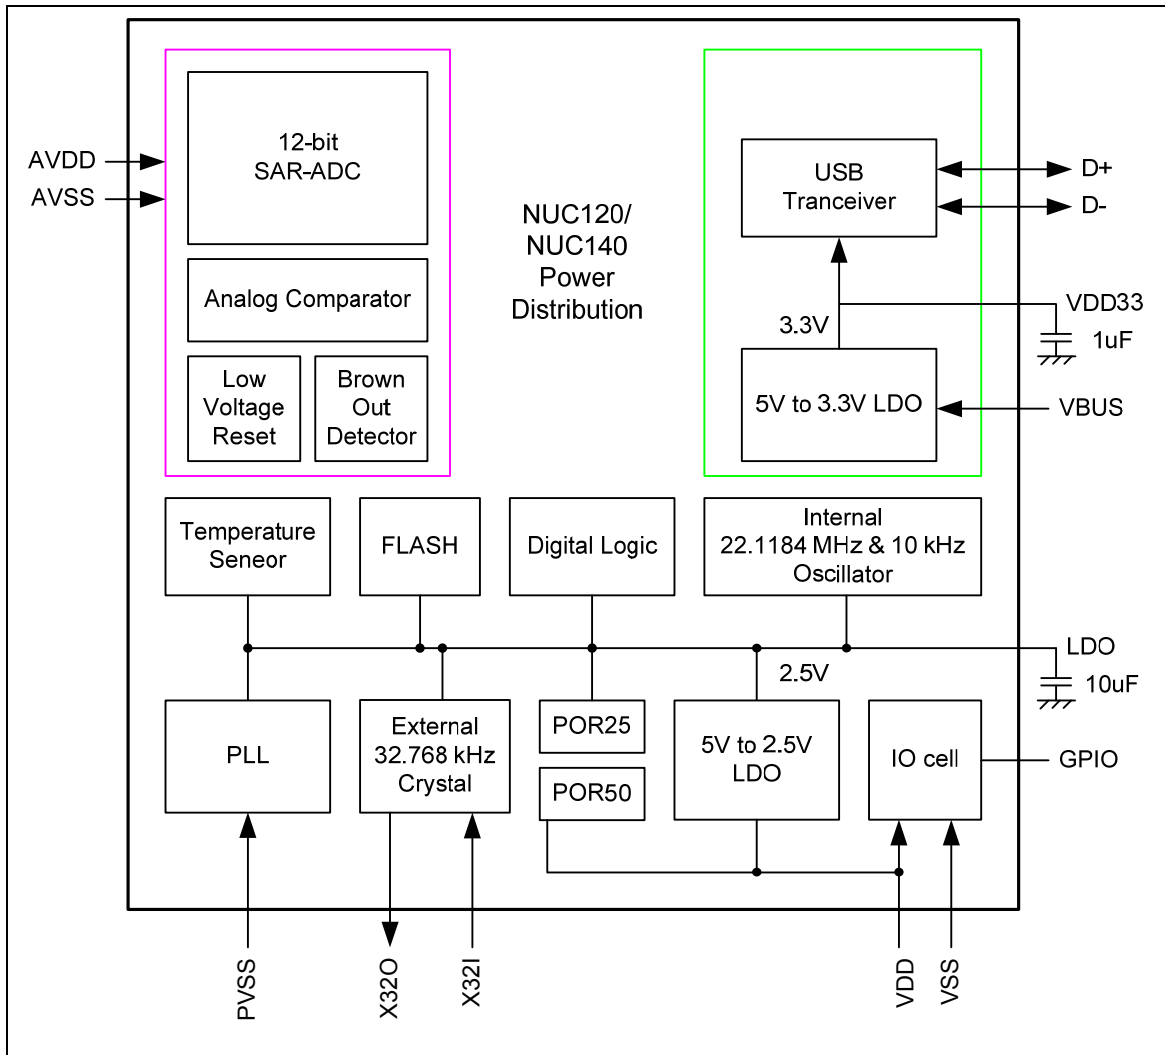 12-bit
SAR-ADC
AVDD
AVSS
Analog Comparator
Low
Voltage
Reset
Brown
Out
Detector
NUC120/
NUC140
Power
Distribution
USB
Tranceiver
D+
D-
3.3V
VDD33
1uF
5V to 3.3V LDO
VBUS
Temperature
Seneor
FLASH
Digital Logic
Internal
22.1184 MHz & 10 kHz
Oscillator
LDO
2.5V
10uF
PLL
External
32.768 kHz
Crystal
POR25
POR50
5V to 2.5V
LDO
IO cell
GPIO
PVSS
X32O
X32I
VDD
VSS